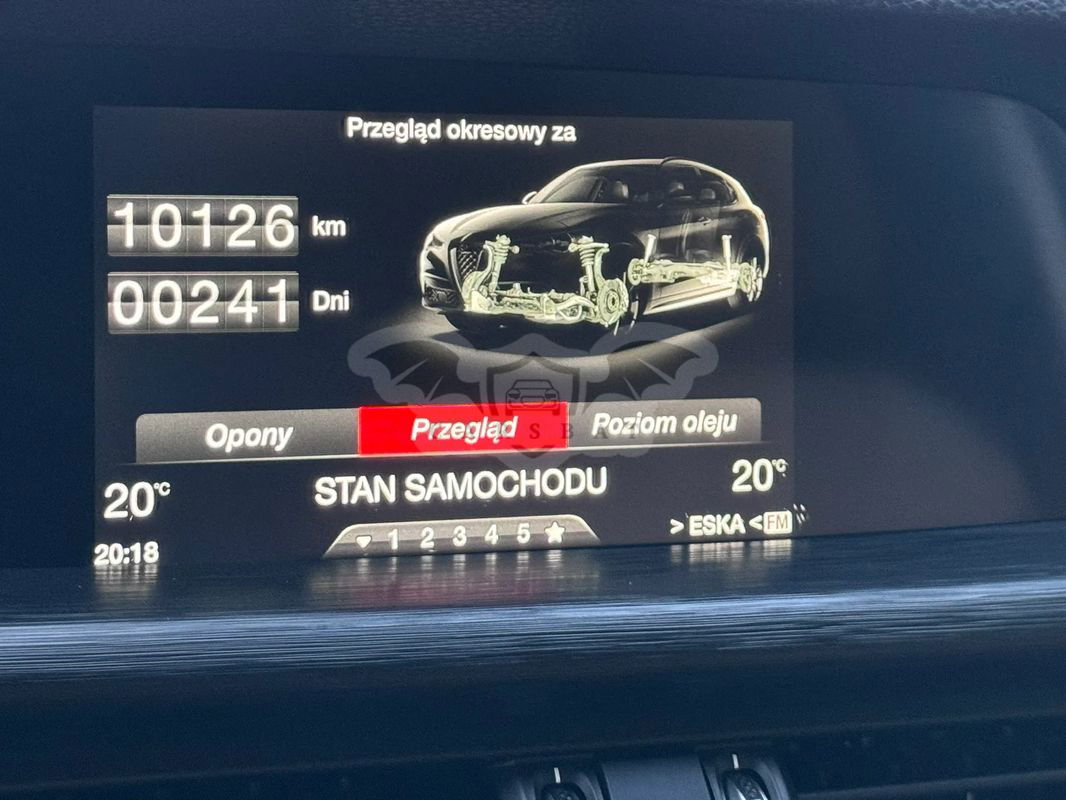 Przegląd okresowy za
10126 km
00241 Dni
Opony Przegląd Poziom oleju
20°C STAN SAMOCHODU 20°C
1 2 3 4 5
> ESKA < FM
20:18